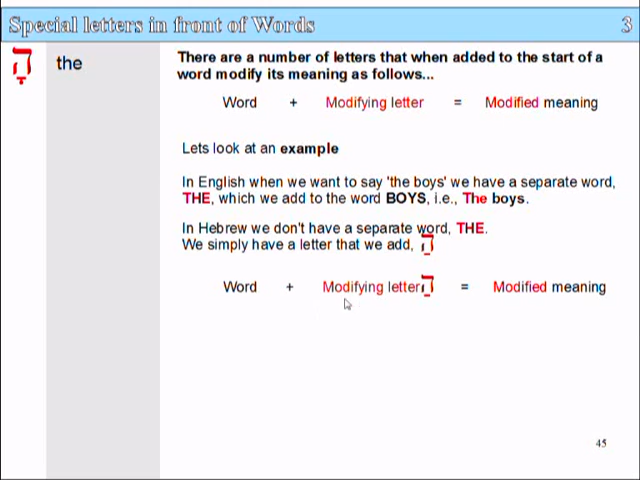 Special letters in front of Words 3
הָ the
There are a number of letters that when added to the start of a
word modify its meaning as follows...
Word + Modifying letter = Modified meaning
Lets look at an example
In English when we want to say 'the boys' we have a separate word,
THE, which we add to the word BOYS, i.e., The boys.
In Hebrew we don't have a separate word, THE.
We simply have a letter that we add, הַ
Word + Modifying letter הַ = Modified meaning
45